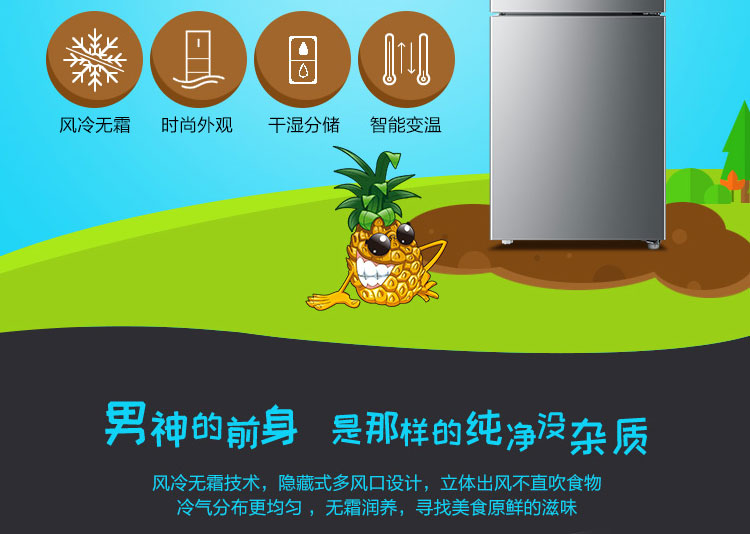 风冷无霜 时尚外观 干湿分储 智能变温
男神的前身 是那样的纯净没杂质
风冷无霜技术，隐藏式多风口设计，立体出风不直吹食物
冷气分布更均匀，无霜润养，寻找美食原鲜的滋味